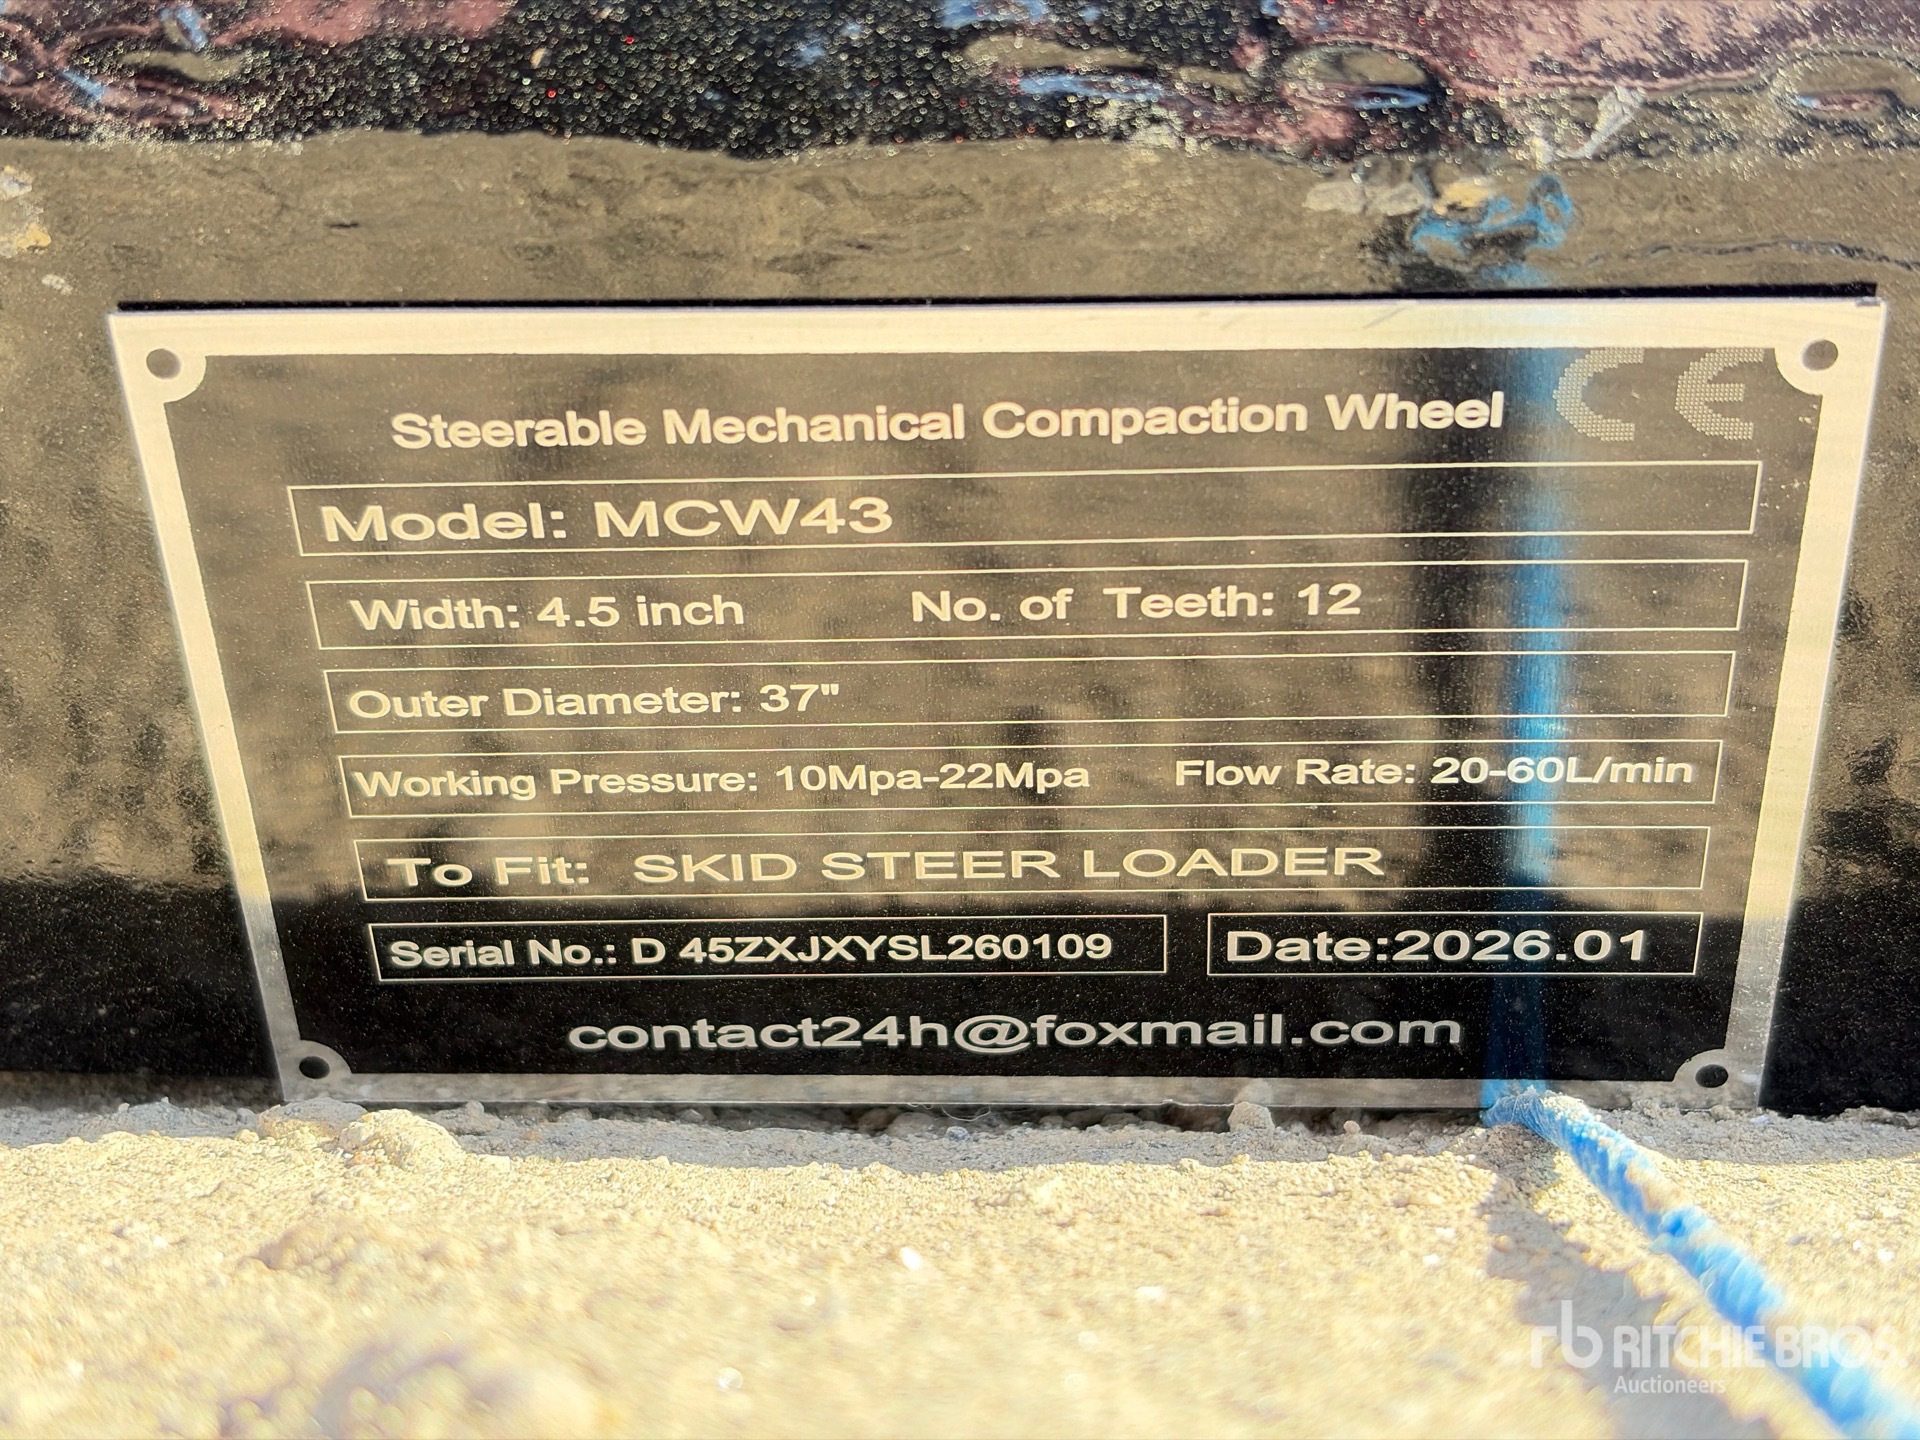 Steerable Mechanical Compaction Wheel CE
Model: MCW43
Width: 4.5 inch No. of Teeth: 12
Outer Diameter: 37"
Working Pressure: 10Mpa-22Mpa Flow Rate: 20-60L/min
To Fit: SKID STEER LOADER
Serial No.: D 45ZXJXYSL260109 Date:2026.01
contact24h@foxmail.com
rb RITCHIE BROS.
Auctioneers